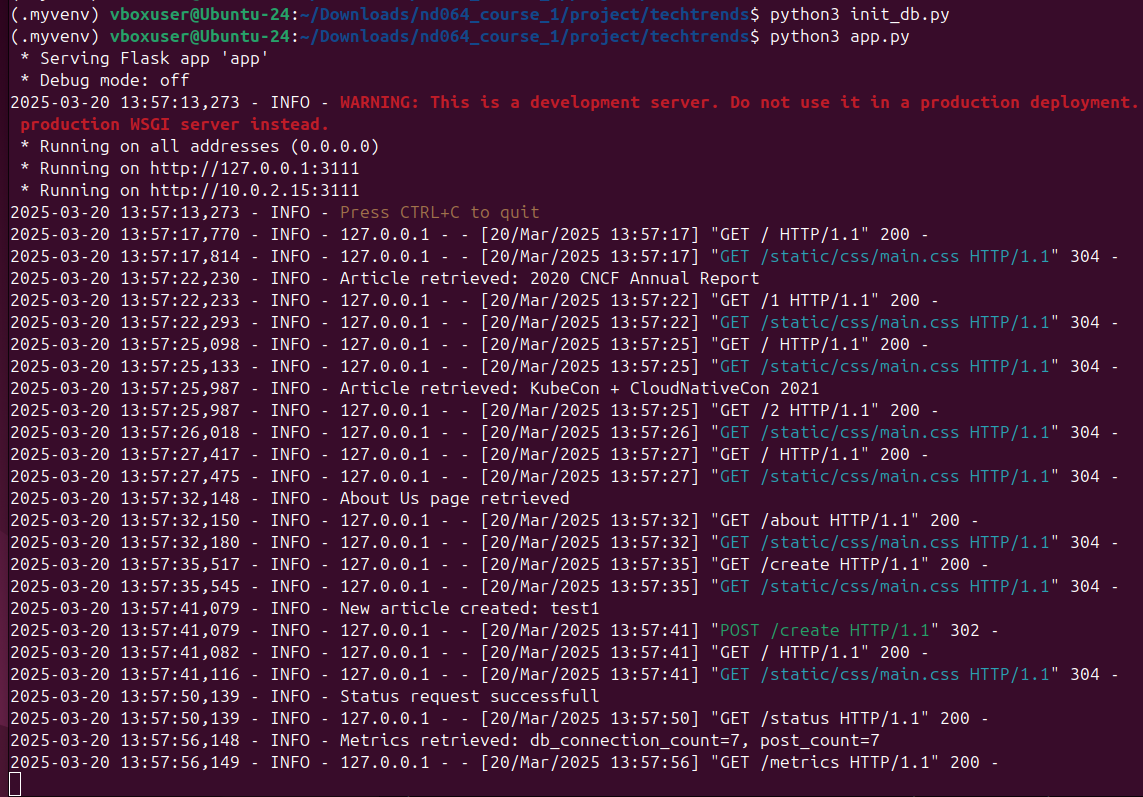 (.myvenv) vboxuser@Ubuntu-24:~/Downloads/nd064_course_1/project/techtrends$ python3 init_db.py
(.myvenv) vboxuser@Ubuntu-24:~/Downloads/nd064_course_1/project/techtrends$ python3 app.py
 * Serving Flask app 'app'
 * Debug mode: off
2025-03-20 13:57:13,273 - INFO - WARNING: This is a development server. Do not use it in a production deployment.
 production WSGI server instead.
 * Running on all addresses (0.0.0.0)
 * Running on http://127.0.0.1:3111
 * Running on http://10.0.2.15:3111
2025-03-20 13:57:13,273 - INFO - Press CTRL+C to quit
2025-03-20 13:57:17,770 - INFO - 127.0.0.1 - - [20/Mar/2025 13:57:17] "GET / HTTP/1.1" 200 -
2025-03-20 13:57:17,814 - INFO - 127.0.0.1 - - [20/Mar/2025 13:57:17] "GET /static/css/main.css HTTP/1.1" 304 -
2025-03-20 13:57:22,230 - INFO - Article retrieved: 2020 CNCF Annual Report
2025-03-20 13:57:22,233 - INFO - 127.0.0.1 - - [20/Mar/2025 13:57:22] "GET /1 HTTP/1.1" 200 -
2025-03-20 13:57:22,293 - INFO - 127.0.0.1 - - [20/Mar/2025 13:57:22] "GET /static/css/main.css HTTP/1.1" 304 -
2025-03-20 13:57:25,098 - INFO - 127.0.0.1 - - [20/Mar/2025 13:57:25] "GET / HTTP/1.1" 200 -
2025-03-20 13:57:25,133 - INFO - 127.0.0.1 - - [20/Mar/2025 13:57:25] "GET /static/css/main.css HTTP/1.1" 304 -
2025-03-20 13:57:25,987 - INFO - Article retrieved: KubeCon + CloudNativeCon 2021
2025-03-20 13:57:25,987 - INFO - 127.0.0.1 - - [20/Mar/2025 13:57:25] "GET /2 HTTP/1.1" 200 -
2025-03-20 13:57:26,018 - INFO - 127.0.0.1 - - [20/Mar/2025 13:57:26] "GET /static/css/main.css HTTP/1.1" 304 -
2025-03-20 13:57:27,417 - INFO - 127.0.0.1 - - [20/Mar/2025 13:57:27] "GET / HTTP/1.1" 200 -
2025-03-20 13:57:27,475 - INFO - 127.0.0.1 - - [20/Mar/2025 13:57:27] "GET /static/css/main.css HTTP/1.1" 304 -
2025-03-20 13:57:32,148 - INFO - About Us page retrieved
2025-03-20 13:57:32,150 - INFO - 127.0.0.1 - - [20/Mar/2025 13:57:32] "GET /about HTTP/1.1" 200 -
2025-03-20 13:57:32,180 - INFO - 127.0.0.1 - - [20/Mar/2025 13:57:32] "GET /static/css/main.css HTTP/1.1" 304 -
2025-03-20 13:57:35,517 - INFO - 127.0.0.1 - - [20/Mar/2025 13:57:35] "GET /create HTTP/1.1" 200 -
2025-03-20 13:57:35,545 - INFO - 127.0.0.1 - - [20/Mar/2025 13:57:35] "GET /static/css/main.css HTTP/1.1" 304 -
2025-03-20 13:57:41,079 - INFO - New article created: test1
2025-03-20 13:57:41,079 - INFO - 127.0.0.1 - - [20/Mar/2025 13:57:41] "POST /create HTTP/1.1" 302 -
2025-03-20 13:57:41,082 - INFO - 127.0.0.1 - - [20/Mar/2025 13:57:41] "GET / HTTP/1.1" 200 -
2025-03-20 13:57:41,116 - INFO - 127.0.0.1 - - [20/Mar/2025 13:57:41] "GET /static/css/main.css HTTP/1.1" 304 -
2025-03-20 13:57:50,139 - INFO - Status request successfull
2025-03-20 13:57:50,139 - INFO - 127.0.0.1 - - [20/Mar/2025 13:57:50] "GET /status HTTP/1.1" 200 -
2025-03-20 13:57:56,148 - INFO - Metrics retrieved: db_connection_count=7, post_count=7
2025-03-20 13:57:56,149 - INFO - 127.0.0.1 - - [20/Mar/2025 13:57:56] "GET /metrics HTTP/1.1" 200 -